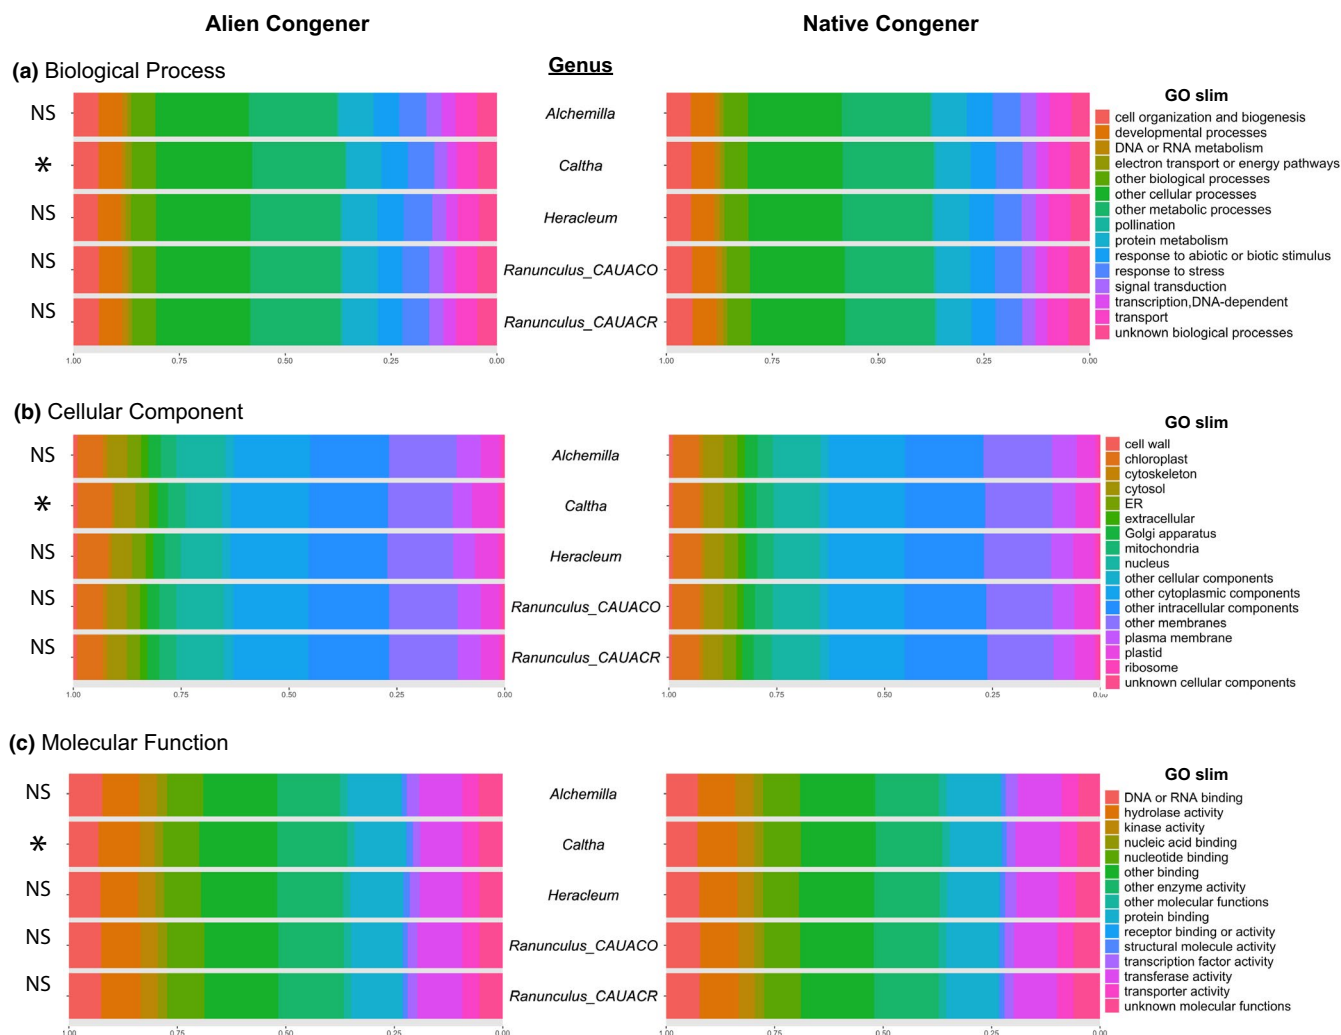 Alien Congener
Native Congener
(a) Biological Process
Genus
NS
*
NS
NS
NS
Alchemilla
Caltha
Heracleum
Ranunculus_CAUACO
Ranunculus_CAUACR
1.00 0.75 0.50 0.25 0.00
1.00 0.75 0.50 0.25 0.00
GO slim
cell organization and biogenesis
developmental processes
DNA or RNA metabolism
electron transport or energy pathways
other biological processes
other cellular processes
other metabolic processes
pollination
protein metabolism
response to abiotic or biotic stimulus
response to stress
signal transduction
transcription,DNA-dependent
transport
unknown biological processes
(b) Cellular Component
NS
*
NS
NS
NS
Alchemilla
Caltha
Heracleum
Ranunculus_CAUACO
Ranunculus_CAUACR
1.00 0.75 0.50 0.25 0.00
1.00 0.75 0.50 0.25
GO slim
cell wall
chloroplast
cytoskeleton
cytosol
ER
extracellular
Golgi apparatus
mitochondria
nucleus
other cellular components
other cytoplasmic components
other intracellular components
other membranes
plasma membrane
plastid
ribosome
unknown cellular components
(c) Molecular Function
NS
*
NS
NS
NS
Alchemilla
Caltha
Heracleum
Ranunculus_CAUACO
Ranunculus_CAUACR
1.00 0.75 0.50 0.25 0.00
1.00 0.75 0.50 0.25 0.00
GO slim
DNA or RNA binding
hydrolase activity
kinase activity
nucleic acid binding
nucleotide binding
other binding
other enzyme activity
other molecular functions
protein binding
receptor binding or activity
structural molecule activity
transcription factor activity
transferase activity
transporter activity
unknown molecular functions